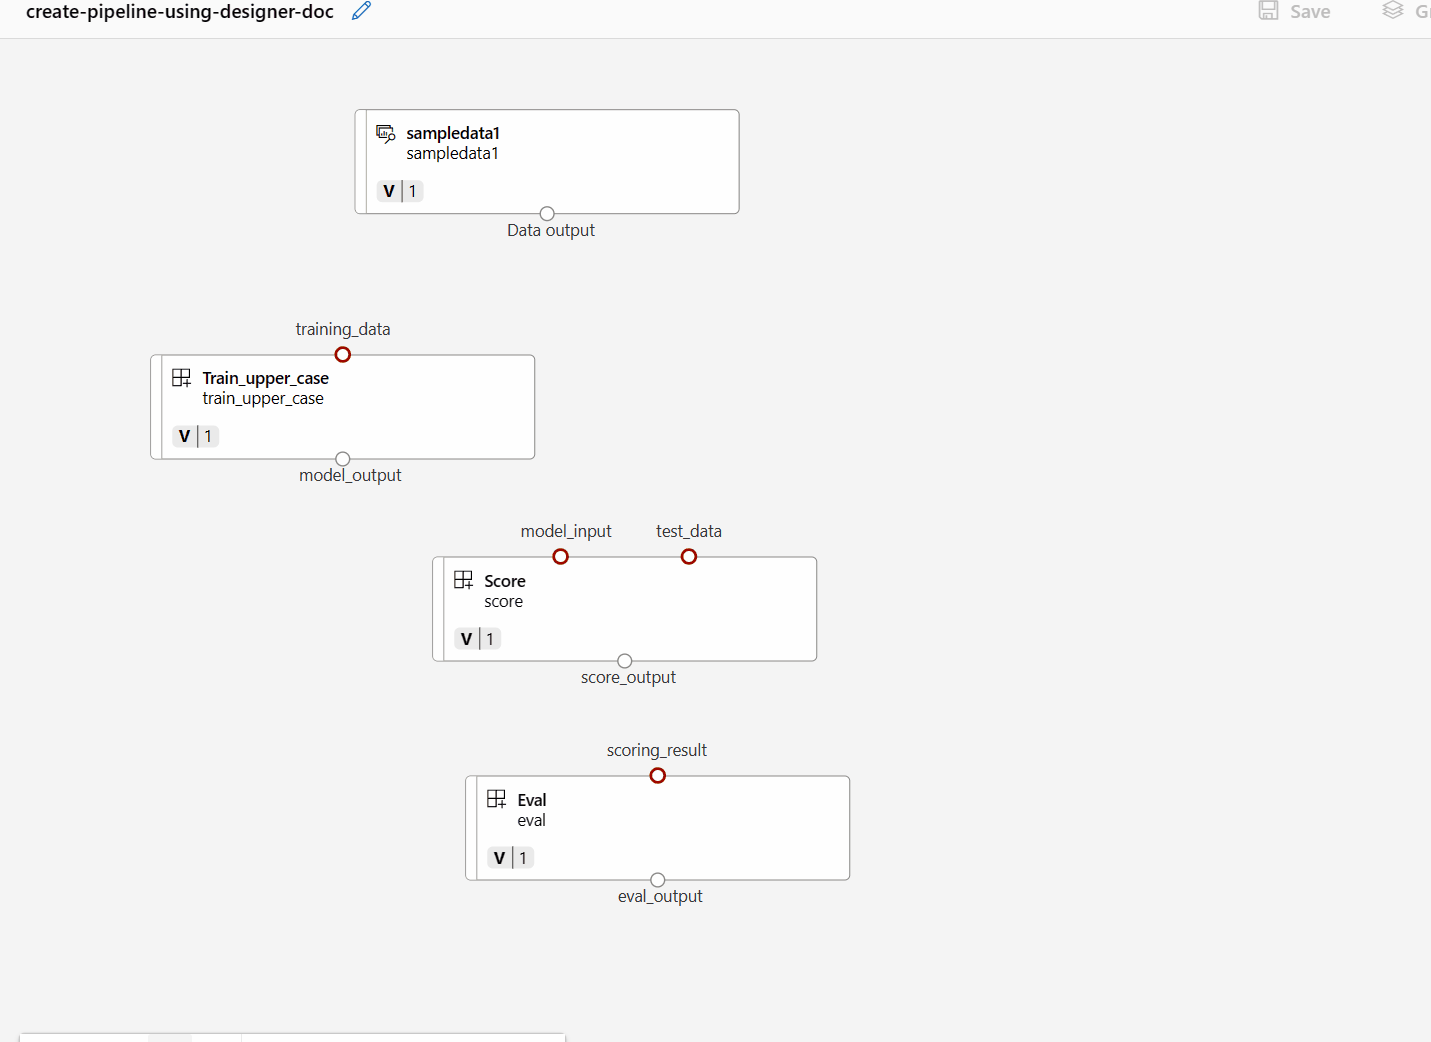 create-pipeline-using-designer-doc
Save
sampledata1
sampledata1
V 1
Data output
training_data
Train_upper_case
train_upper_case
V 1
model_output
model_input test_data
Score
score
V 1
score_output
scoring_result
Eval
eval
V 1
eval_output